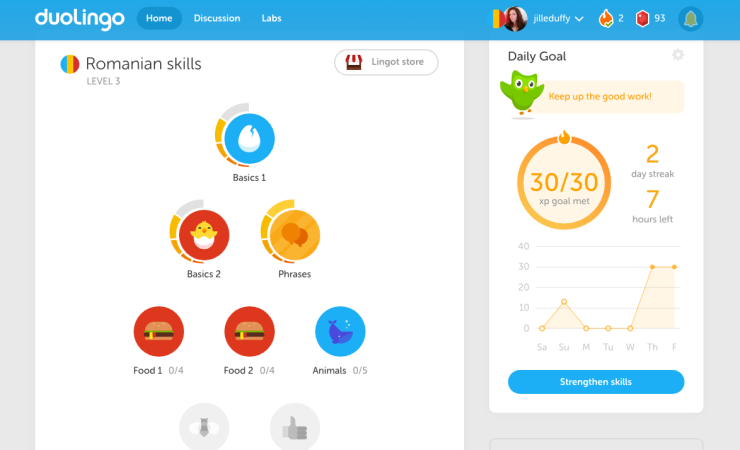 duolingo
Home
Discussion
Labs
jilleduffy
2
93
Romanian skills
LEVEL 3
Lingot store
Basics 1
Basics 2
Phrases
Food 1 0/4
Food 2 0/4
Animals 0/5
Daily Goal
Keep up the good work!
30/30
xp goal met
2
day streak
7
hours left
40
30
20
10
0
Sa Su M Tu W Th F
Strengthen skills